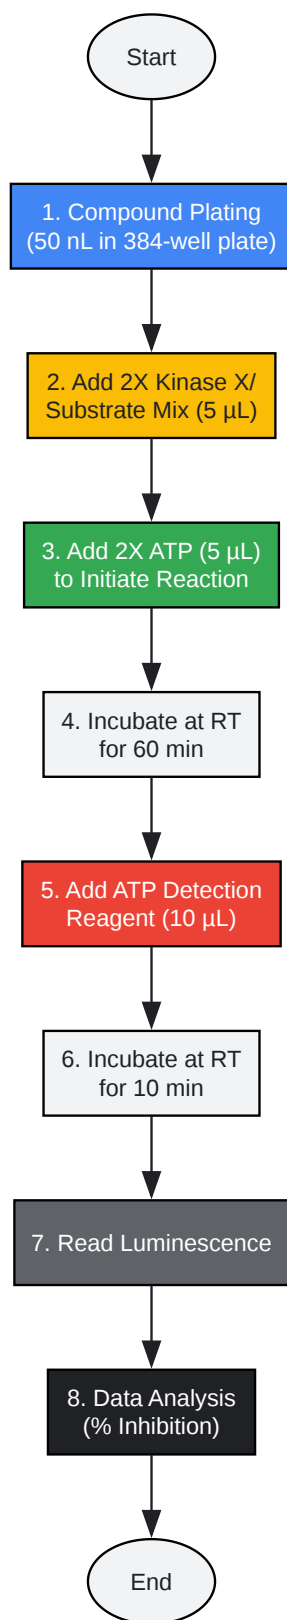 Start
1. Compound Plating
(50 nL in 384-well plate)
2. Add 2X Kinase X/
Substrate Mix (5 µL)
3. Add 2X ATP (5 µL)
to Initiate Reaction
4. Incubate at RT
for 60 min
5. Add ATP Detection
Reagent (10 µL)
6. Incubate at RT
for 10 min
7. Read Luminescence
8. Data Analysis
(% Inhibition)
End